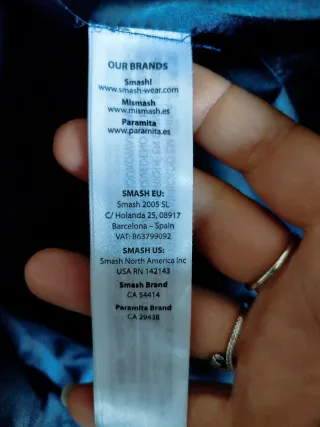 OUR BRANDS
Smash!
www.smash-wear.com
Mismash
www.mismash.es
Paramita
www.paramita.es
SMASH EU:
Smash 2005 SL
C/ Holanda 25, 08917
Barcelona – Spain
VAT: B63799092
SMASH US:
Smash North America Inc
USA RN 142143
Smash Brand
CA 54414
Paramita Brand
CA 39438